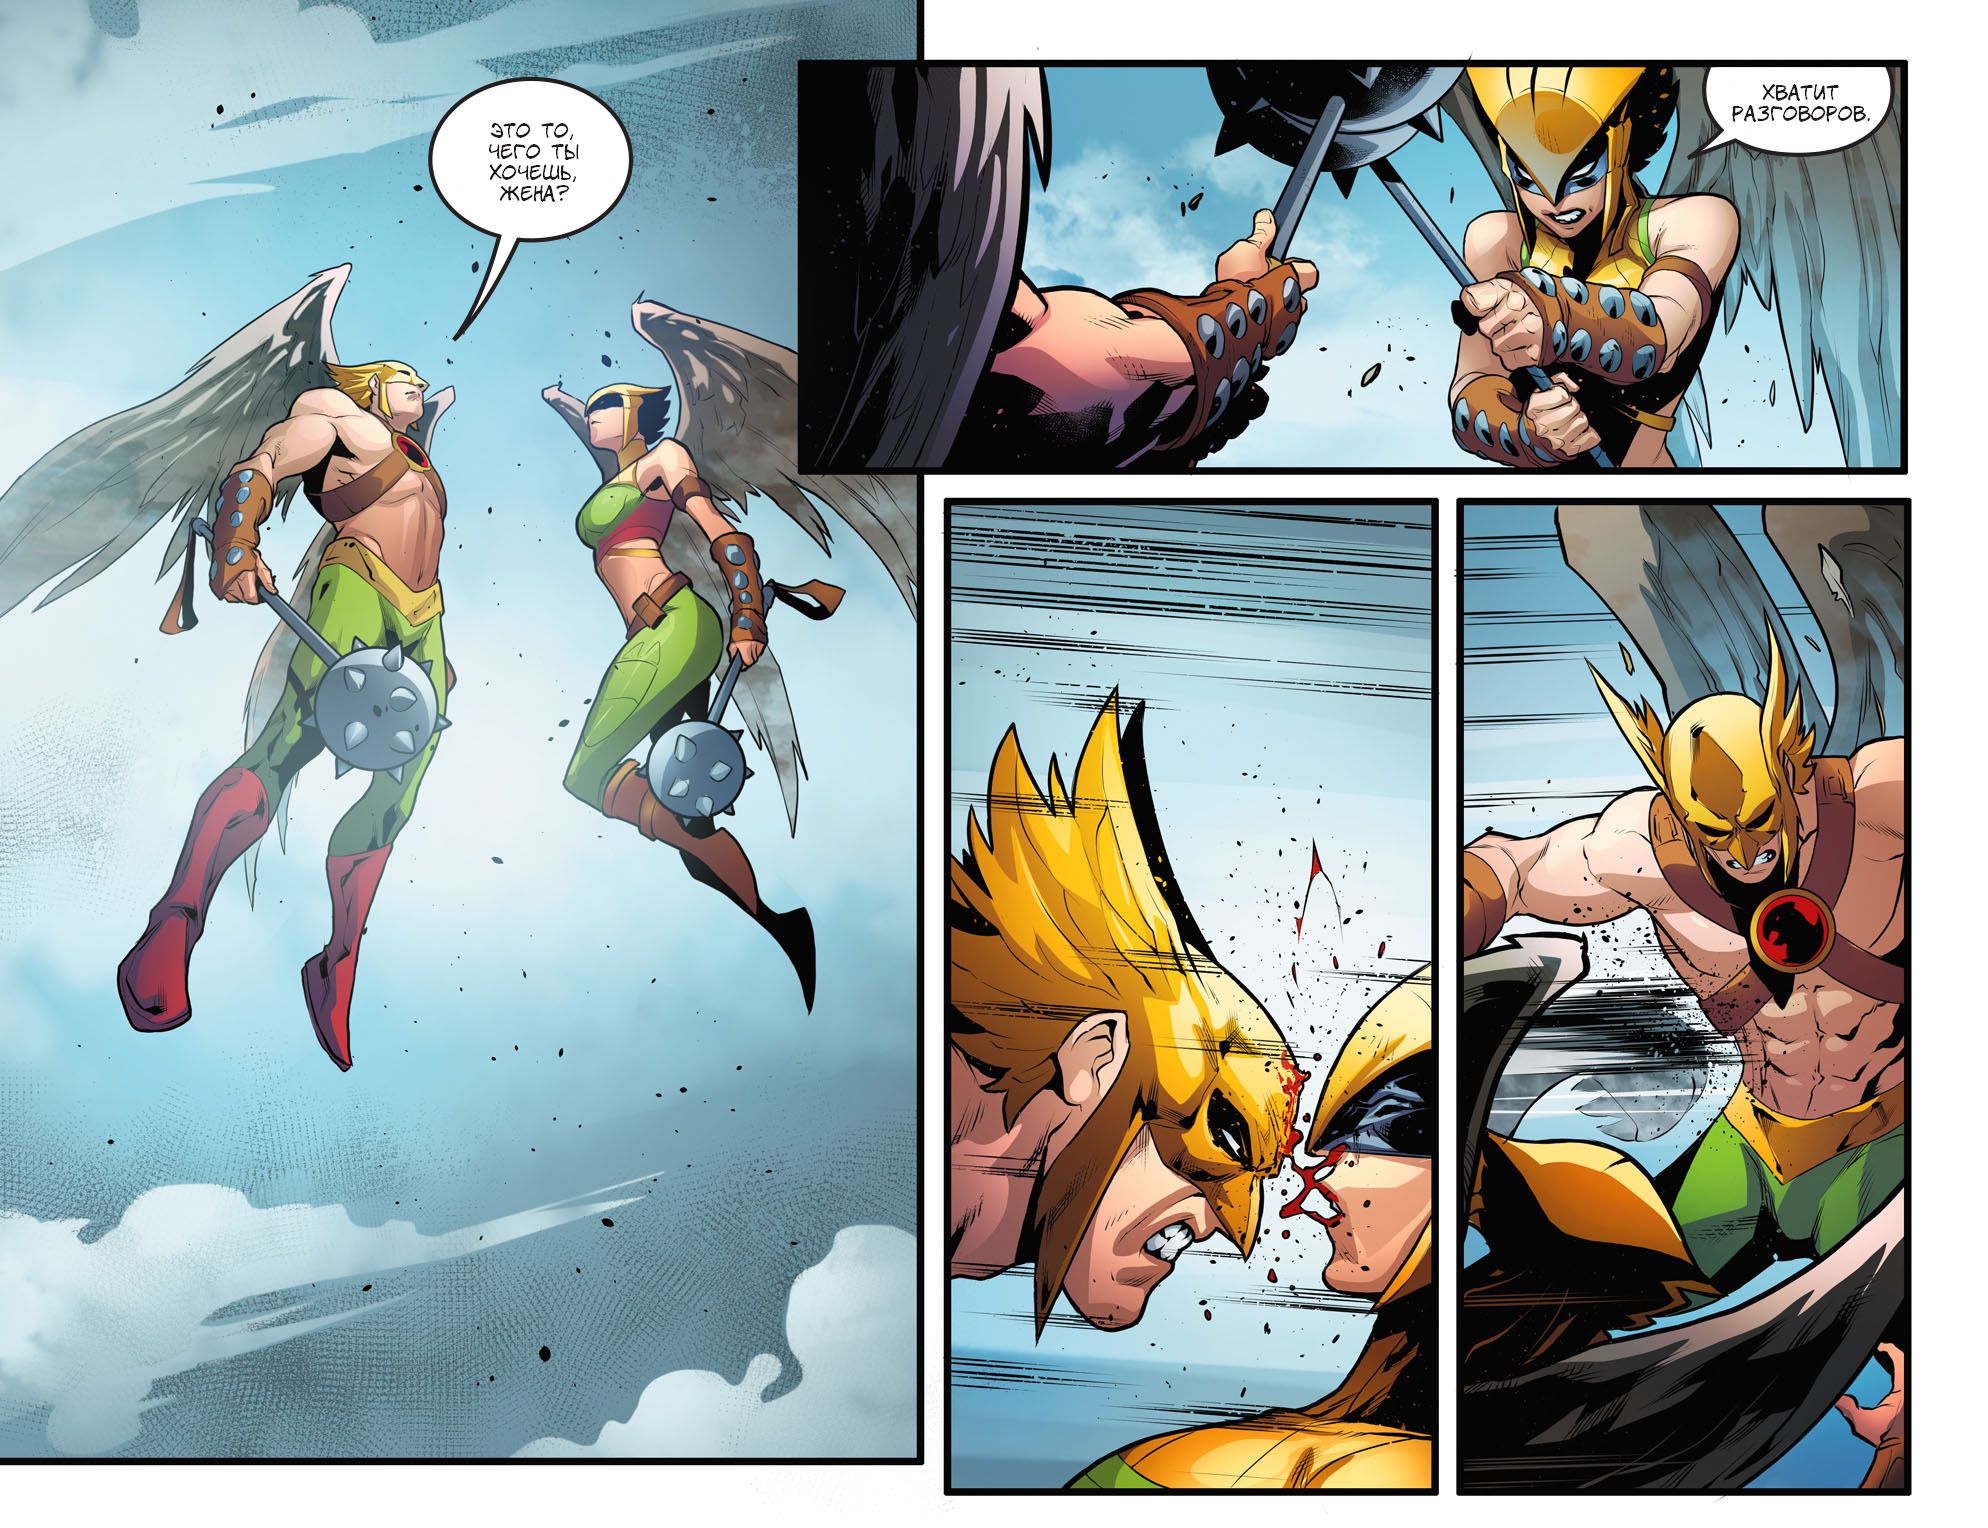 ЭТО ТО,
ЧЕГО ТЫ
ХОЧЕШЬ,
ЖЕНА?
ХВАТИТ
РАЗГОВОРОВ.